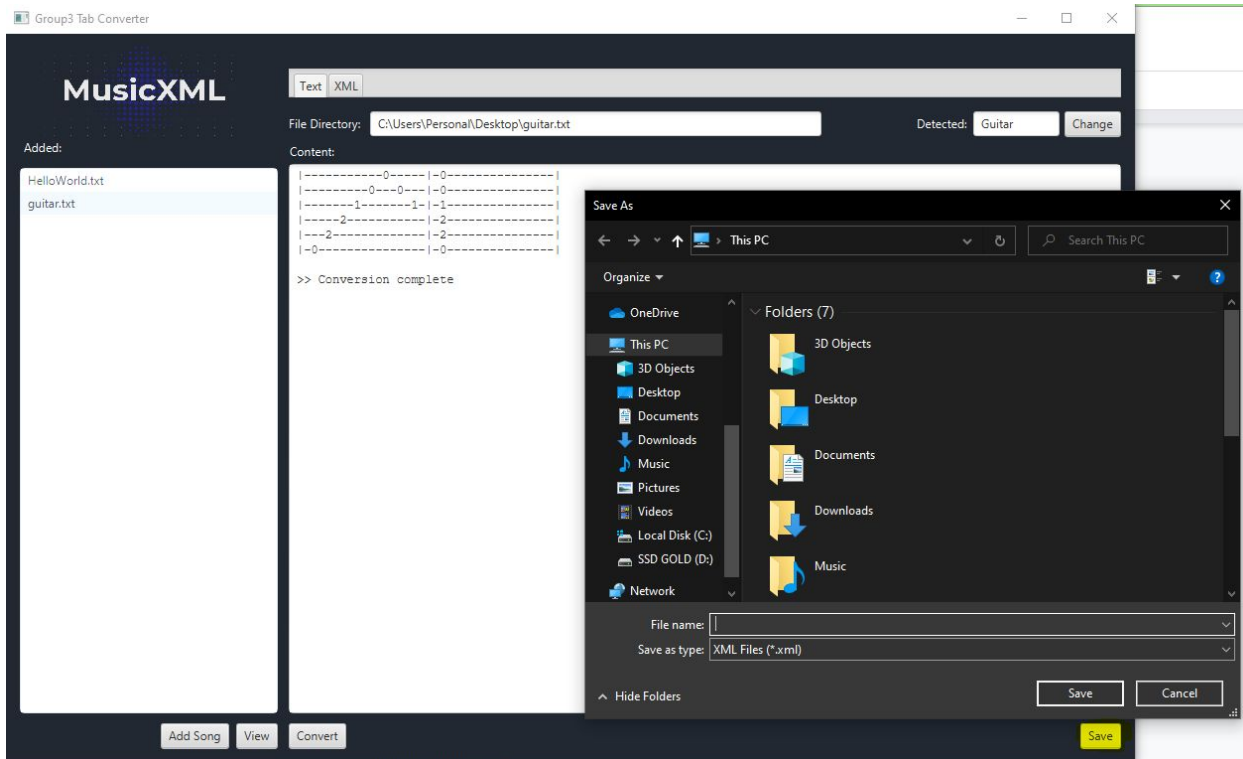 Group3 Tab Converter
MusicXML
Text XML
File Directory: C:\Users\Personal\Desktop\guitar.txt Detected: Guitar Change
Added:
Content:
HelloWorld.txt
guitar.txt
|-----------0-----|-0---------------|
|---------0---0---|-0---------------|
|-------1-------1-|-1---------------|
|-----2-----------|-2---------------|
|---2-------------|-2---------------|
|-0---------------|-0---------------|
>> Conversion complete
Save As
This PC
Search This PC
Organize
OneDrive
This PC
3D Objects
Desktop
Documents
Downloads
Music
Pictures
Videos
Local Disk (C:)
SSD GOLD (D:)
Network
Folders (7)
3D Objects
Desktop
Documents
Downloads
Music
File name:
Save as type: XML Files (*.xml)
Hide Folders
Save Cancel
Add Song View Convert Save